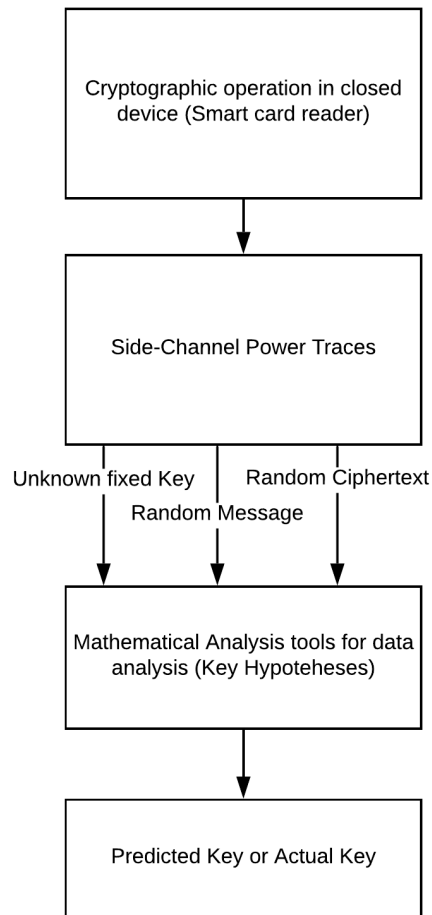 Cryptographic operation in closed
device (Smart card reader)
Side-Channel Power Traces
Unknown fixed Key
Random Ciphertext
Random Message
Mathematical Analysis tools for data
analysis (Key Hypoteheses)
Predicted Key or Actual Key